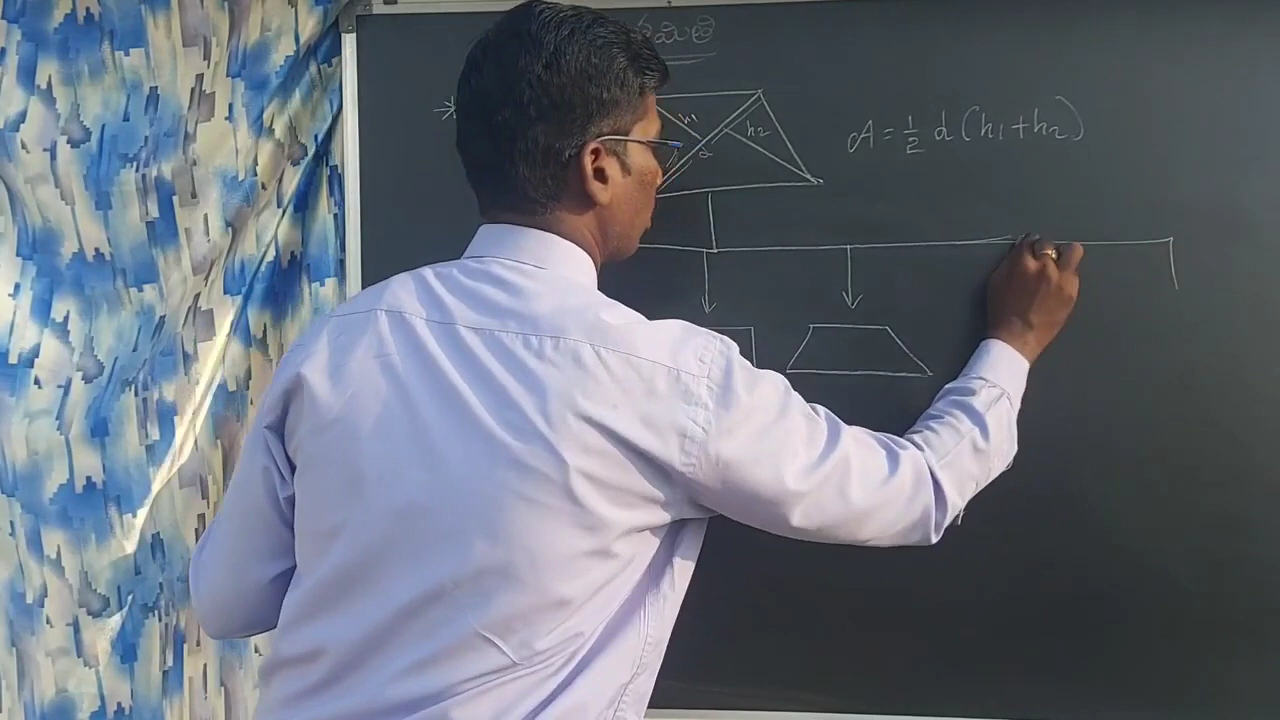 h1
h2
d
A = 1/2 d (h1 + h2)